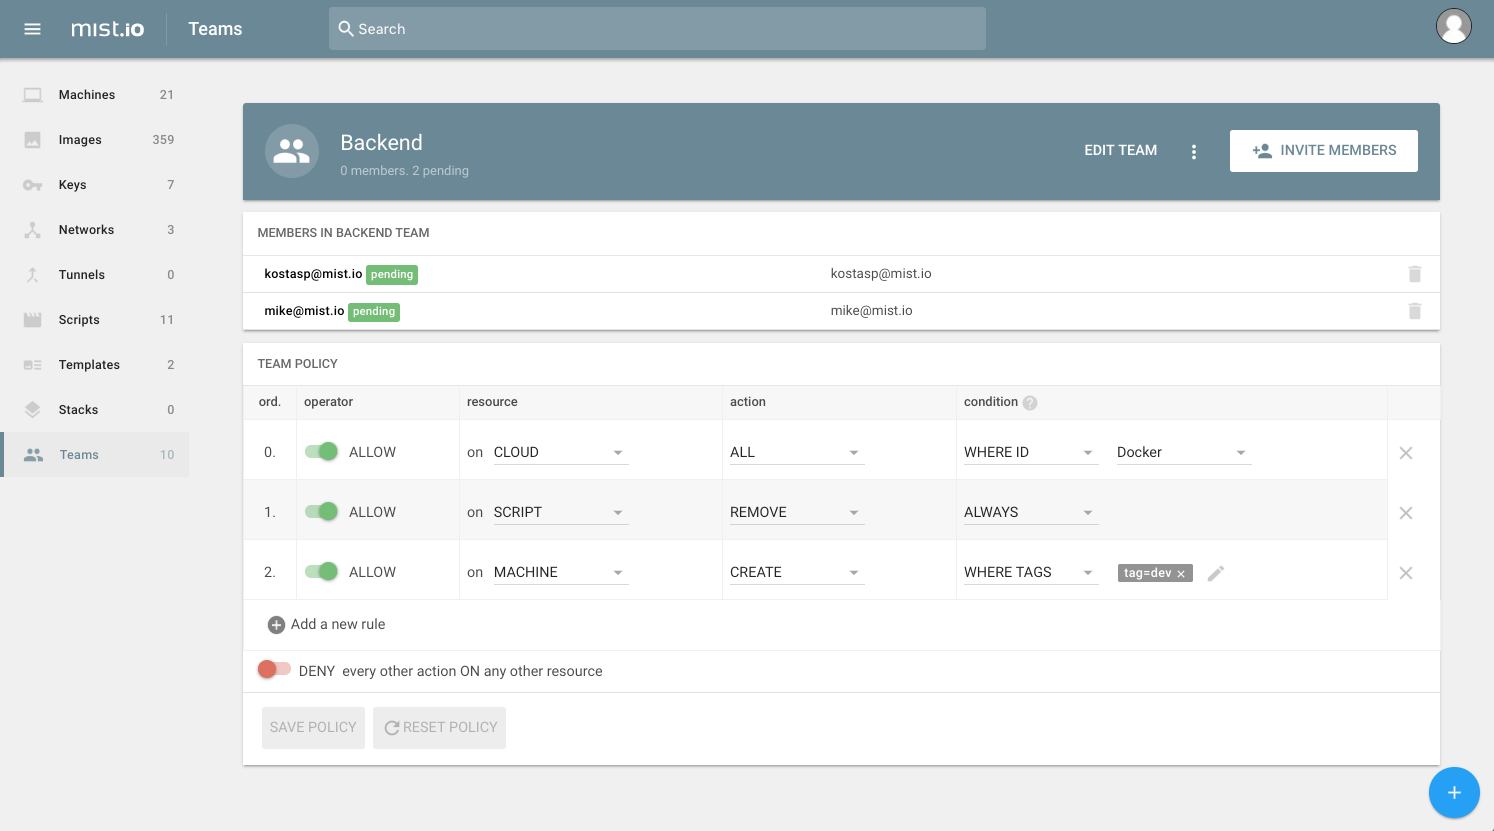 mist.io Teams Search
Machines 21
Images 359
Keys 7
Networks 3
Tunnels 0
Scripts 11
Templates 2
Stacks 0
Teams 10
Backend
0 members. 2 pending
EDIT TEAM
INVITE MEMBERS
MEMBERS IN BACKEND TEAM
kostasp@mist.io pending kostasp@mist.io
mike@mist.io pending mike@mist.io
TEAM POLICY
ord. operator resource action condition ?
0. ALLOW on CLOUD ALL WHERE ID Docker
1. ALLOW on SCRIPT REMOVE ALWAYS
2. ALLOW on MACHINE CREATE WHERE TAGS tag=dev ×
Add a new rule
DENY every other action ON any other resource
SAVE POLICY RESET POLICY